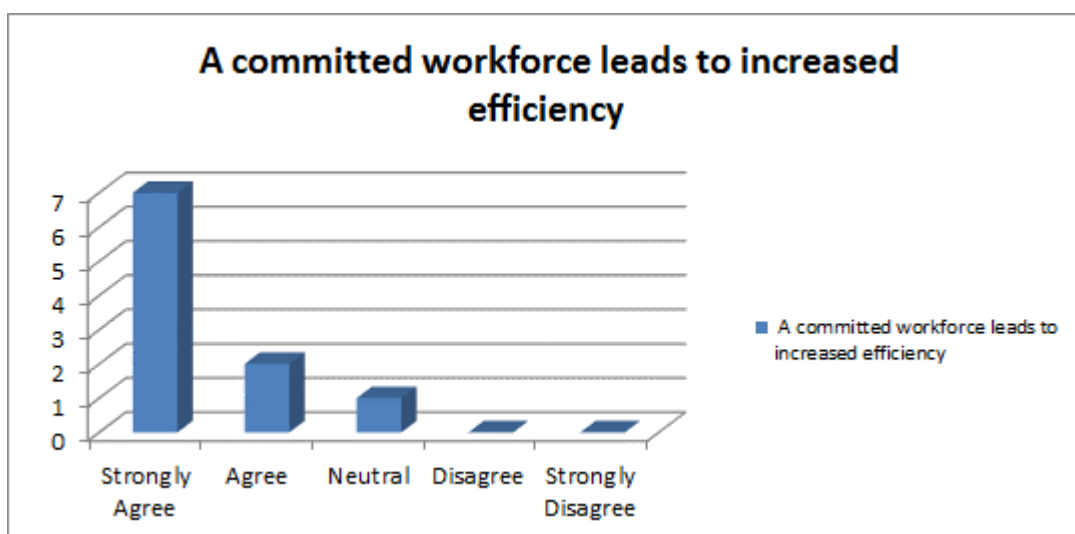 A committed workforce leads to increased
efficiency
7
6
5
4
3
2
1
0
Strongly
Agree
Agree
Neutral
Disagree
Strongly
Disagree
A committed workforce leads to
increased efficiency